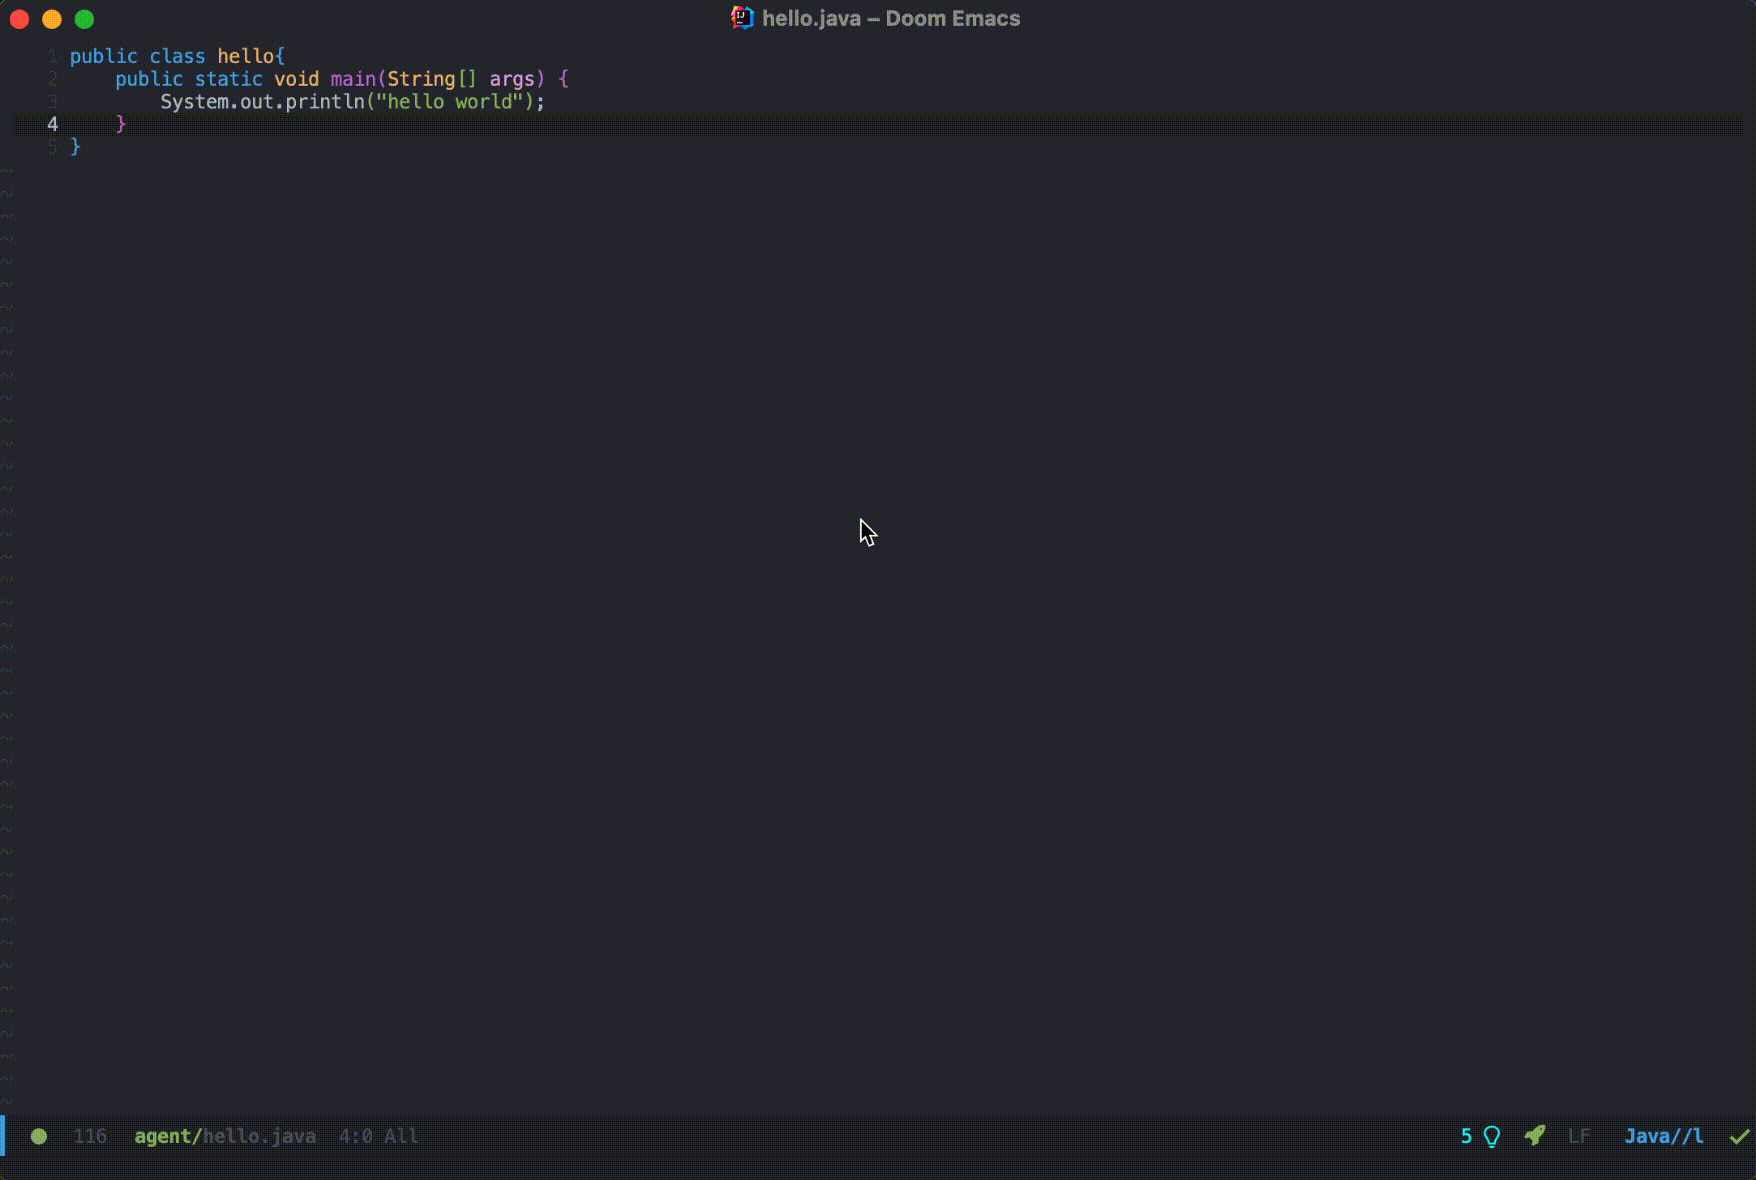 hello.java – Doom Emacs
1 public class hello{
2     public static void main(String[] args) {
3         System.out.println("hello world");
4     }
5 }
116 agent/hello.java 4:0 All 5 LF Java//l